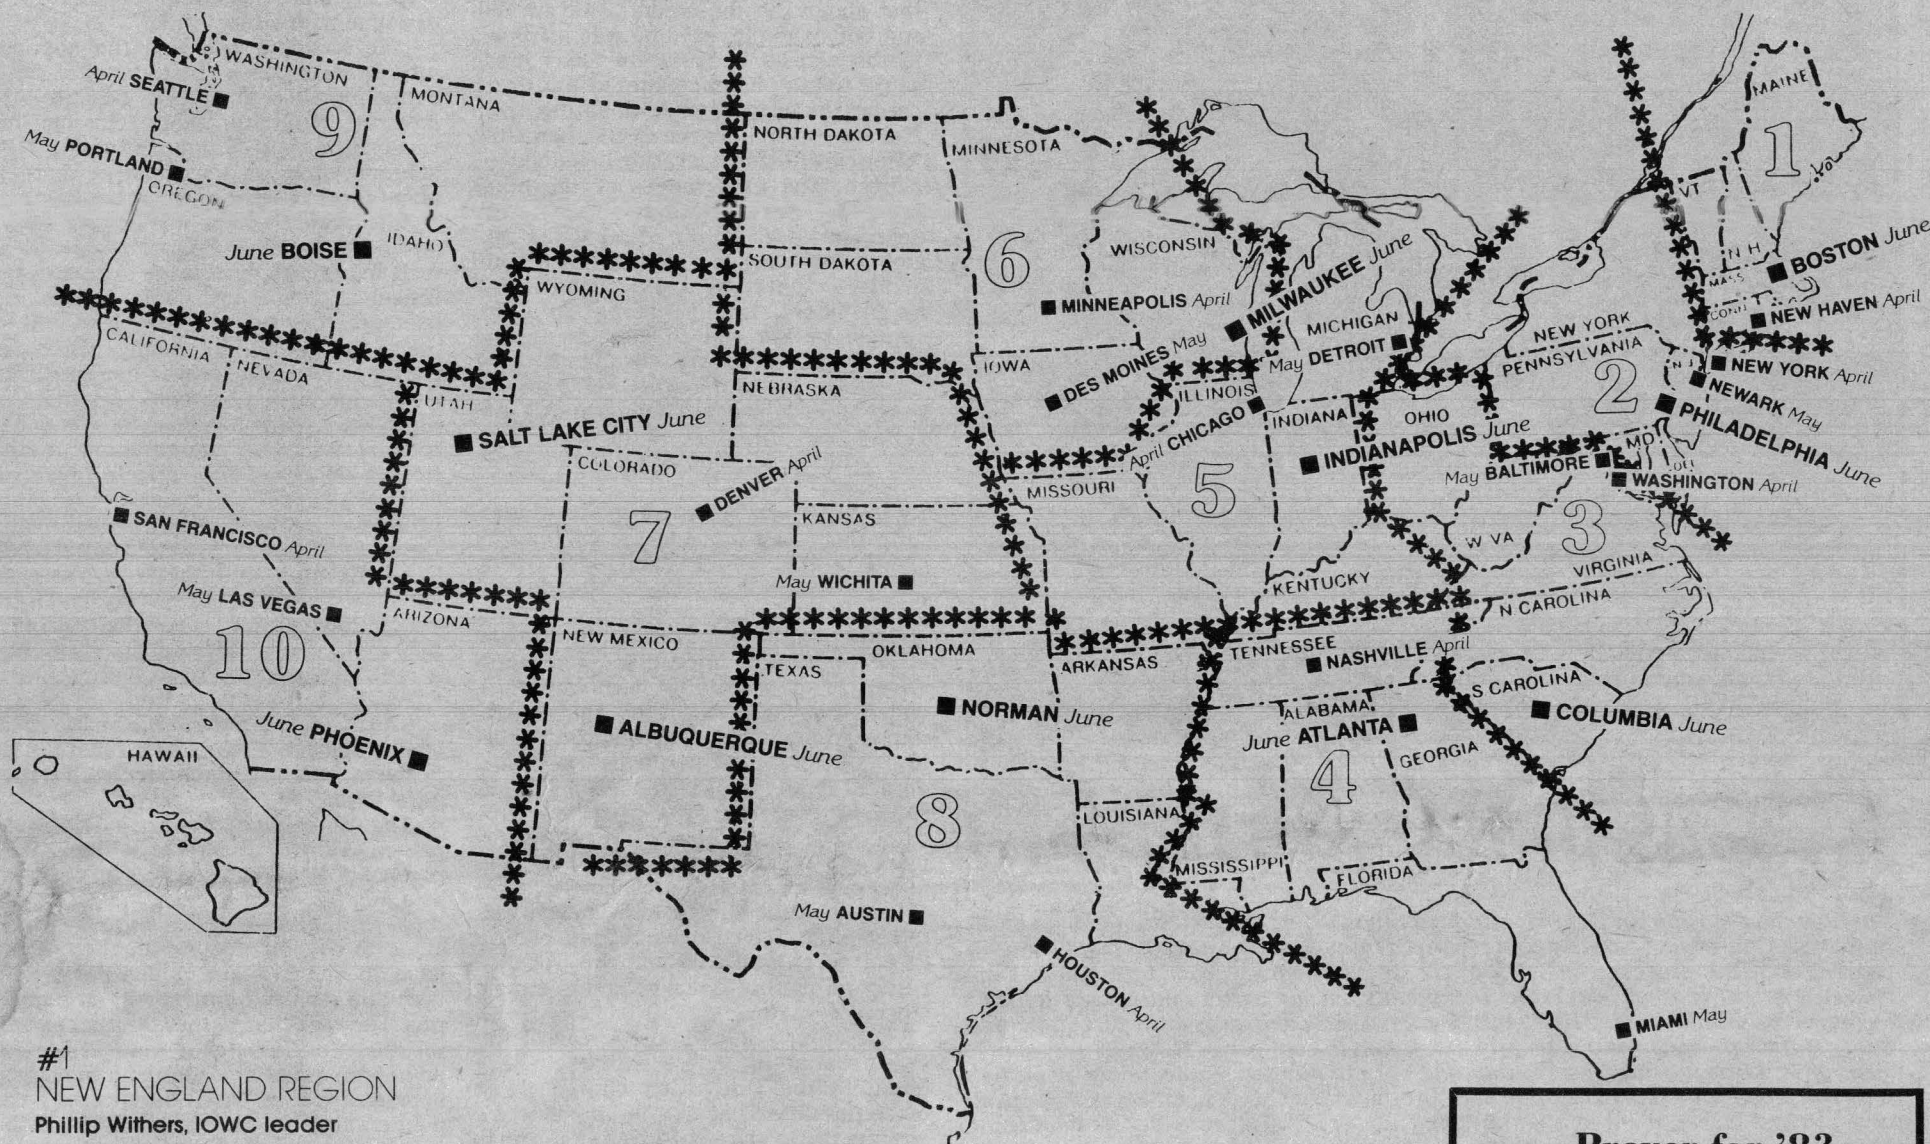 WASHINGTON
April SEATTLE
9
MONTANA
May PORTLAND
OREGON
June BOISE
IDAHO
NORTH DAKOTA
MINNESOTA
SOUTH DAKOTA
6
WISCONSIN
MAINE
1
VT
N H
MASS
CONN
BOSTON June
NEW HAVEN April
WYOMING
MINNEAPOLIS April
MILWAUKEE June
MICHIGAN
May DETROIT
NEW YORK
PENNSYLVANIA
2
N J
NEW YORK April
NEWARK May
PHILADELPHIA June
CALIFORNIA
NEVADA
UTAH
NEBRASKA
IOWA
DES MOINES May
ILLINOIS
April CHICAGO
INDIANA
OHIO
INDIANAPOLIS June
SALT LAKE CITY June
COLORADO
DENVER April
MISSOURI
5
May BALTIMORE
MD
DEL
WASHINGTON April
SAN FRANCISCO April
7
KANSAS
May WICHITA
W VA
3
VIRGINIA
KENTUCKY
N CAROLINA
May LAS VEGAS
10
ARIZONA
NEW MEXICO
TEXAS
OKLAHOMA
ARKANSAS
TENNESSEE
NASHVILLE April
S CAROLINA
June PHOENIX
ALBUQUERQUE June
NORMAN June
ALABAMA
June ATLANTA
GEORGIA
COLUMBIA June
HAWAII
8
4
LOUISIANA
MISSISSIPPI
FLORIDA
May AUSTIN
HOUSTON April
MIAMI May
#1
NEW ENGLAND REGION
Phillip Withers, IOWC leader
Prayer for '83